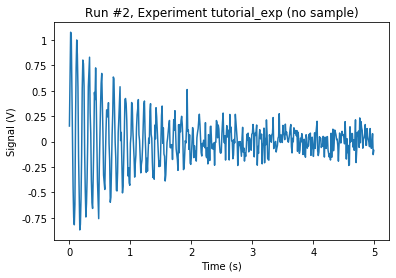 Run #2, Experiment tutorial_exp (no sample)
Signal (V)
1
0.75
0.5
0.25
0
-0.25
-0.5
-0.75
0 1 2 3 4 5
Time (s)